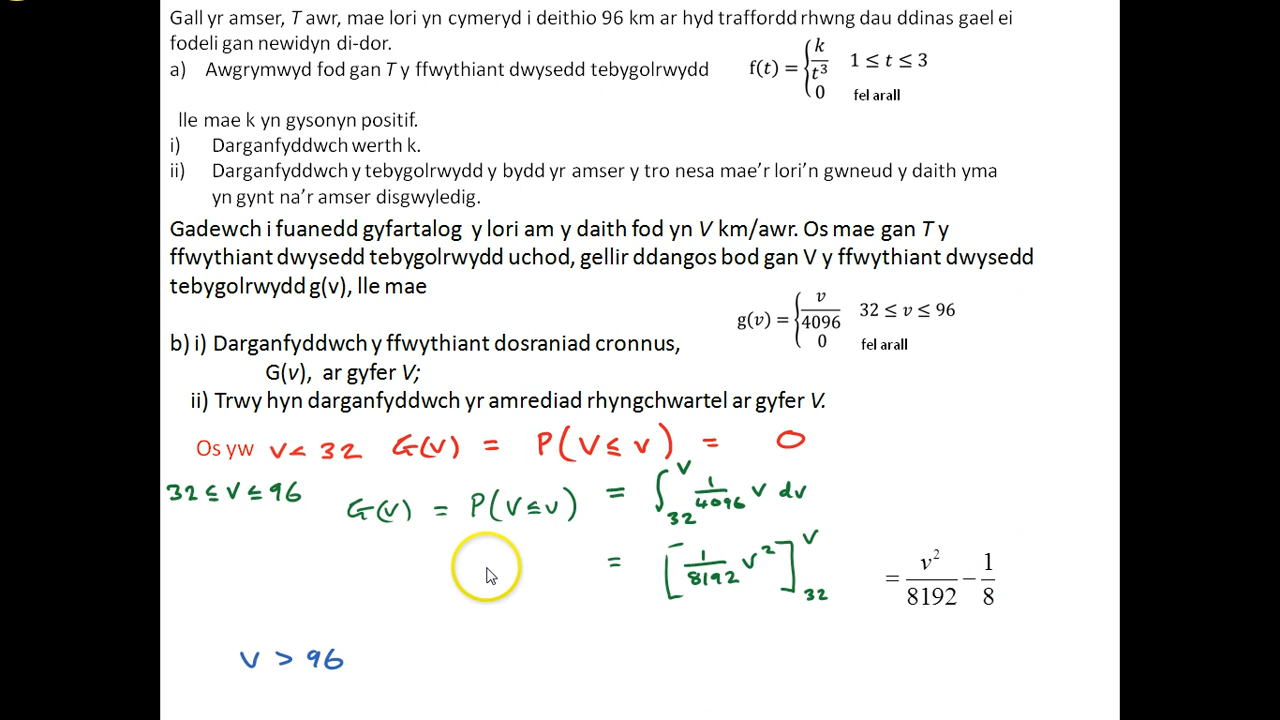 Gall yr amser, T awr, mae lori yn cymeryd i deithio 96 km ar hyd traffordd rhwng dau ddinas gael ei
fodeli gan newidyn di-dor.
a) Awgrymwyd fod gan T y ffwythiant dwysedd tebygolrwydd f(t) = { k/t³ 1 ≤ t ≤ 3
0 fel arall
lle mae k yn gysonyn positif.
i) Darganfyddwch werth k.
ii) Darganfyddwch y tebygolrwydd y bydd yr amser y tro nesa mae’r lori’n gwneud y daith yma
yn gynt na’r amser disgwyledig.
Gadewch i fuanedd gyfartalog y lori am y daith fod yn V km/awr. Os mae gan T y
ffwythiant dwysedd tebygolrwydd uchod, gellir ddangos bod gan V y ffwythiant dwysedd
tebygolrwydd g(v), lle mae
g(v) = { v/4096 32 ≤ v ≤ 96
0 fel arall
b) i) Darganfyddwch y ffwythiant dosraniad cronnus,
G(v), ar gyfer V;
ii) Trwy hyn darganfyddwch yr amrediad rhyngchwartel ar gyfer V.
Os yw v < 32 G(v) = P(V ≤ v) = 0
32 ≤ v ≤ 96 G(v) = P(V ≤ v) = ∫₃₂^v 1/4096 v dv
= [1/8192 v²]₃₂^v = v²/8192 − 1/8
v > 96